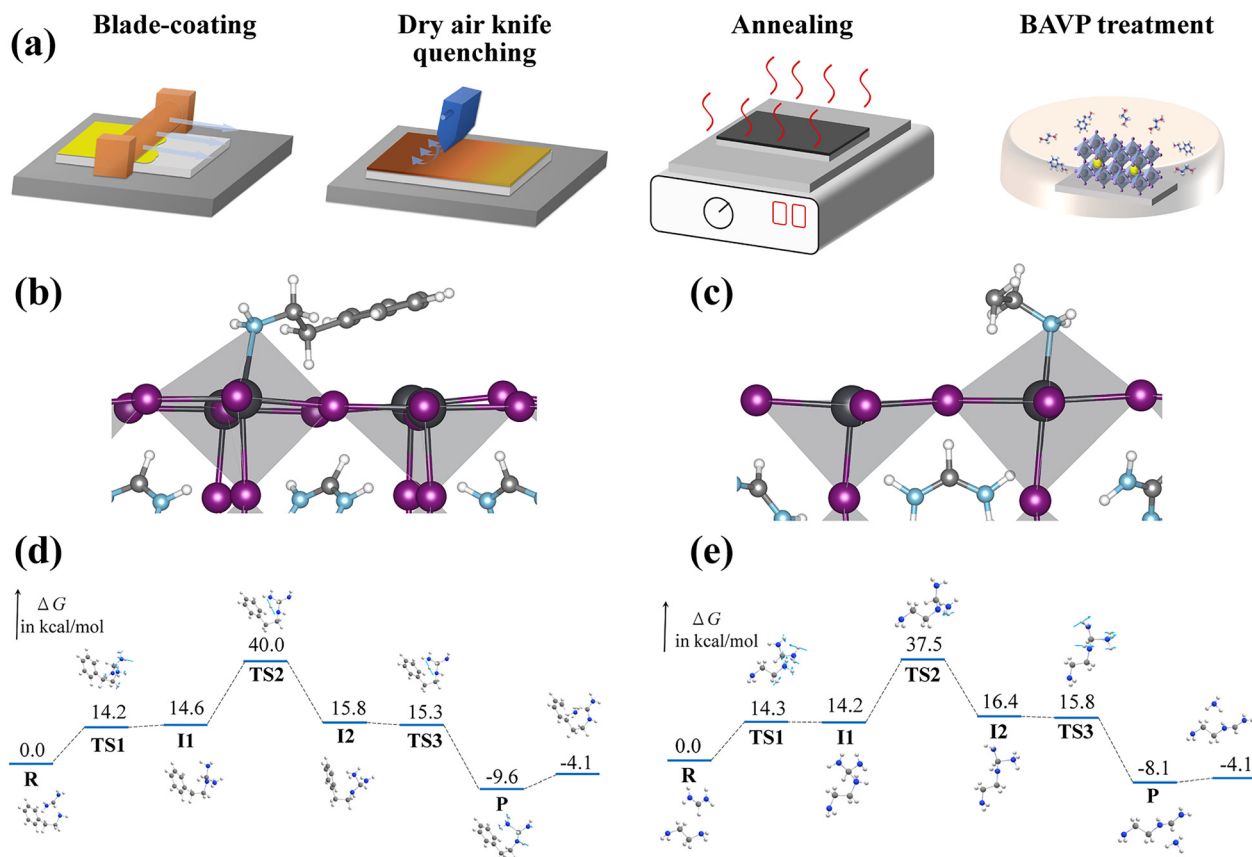 (a)
Blade-coating
Dry air knife
quenching
Annealing
BAVP treatment
(b)
(c)
(d)
Δ G
in kcal/mol
0.0
R
14.2
TS1
14.6
I1
40.0
TS2
15.8
I2
15.3
TS3
-9.6
P
-4.1
(e)
Δ G
in kcal/mol
0.0
R
14.3
TS1
14.2
I1
37.5
TS2
16.4
I2
15.8
TS3
-8.1
P
-4.1